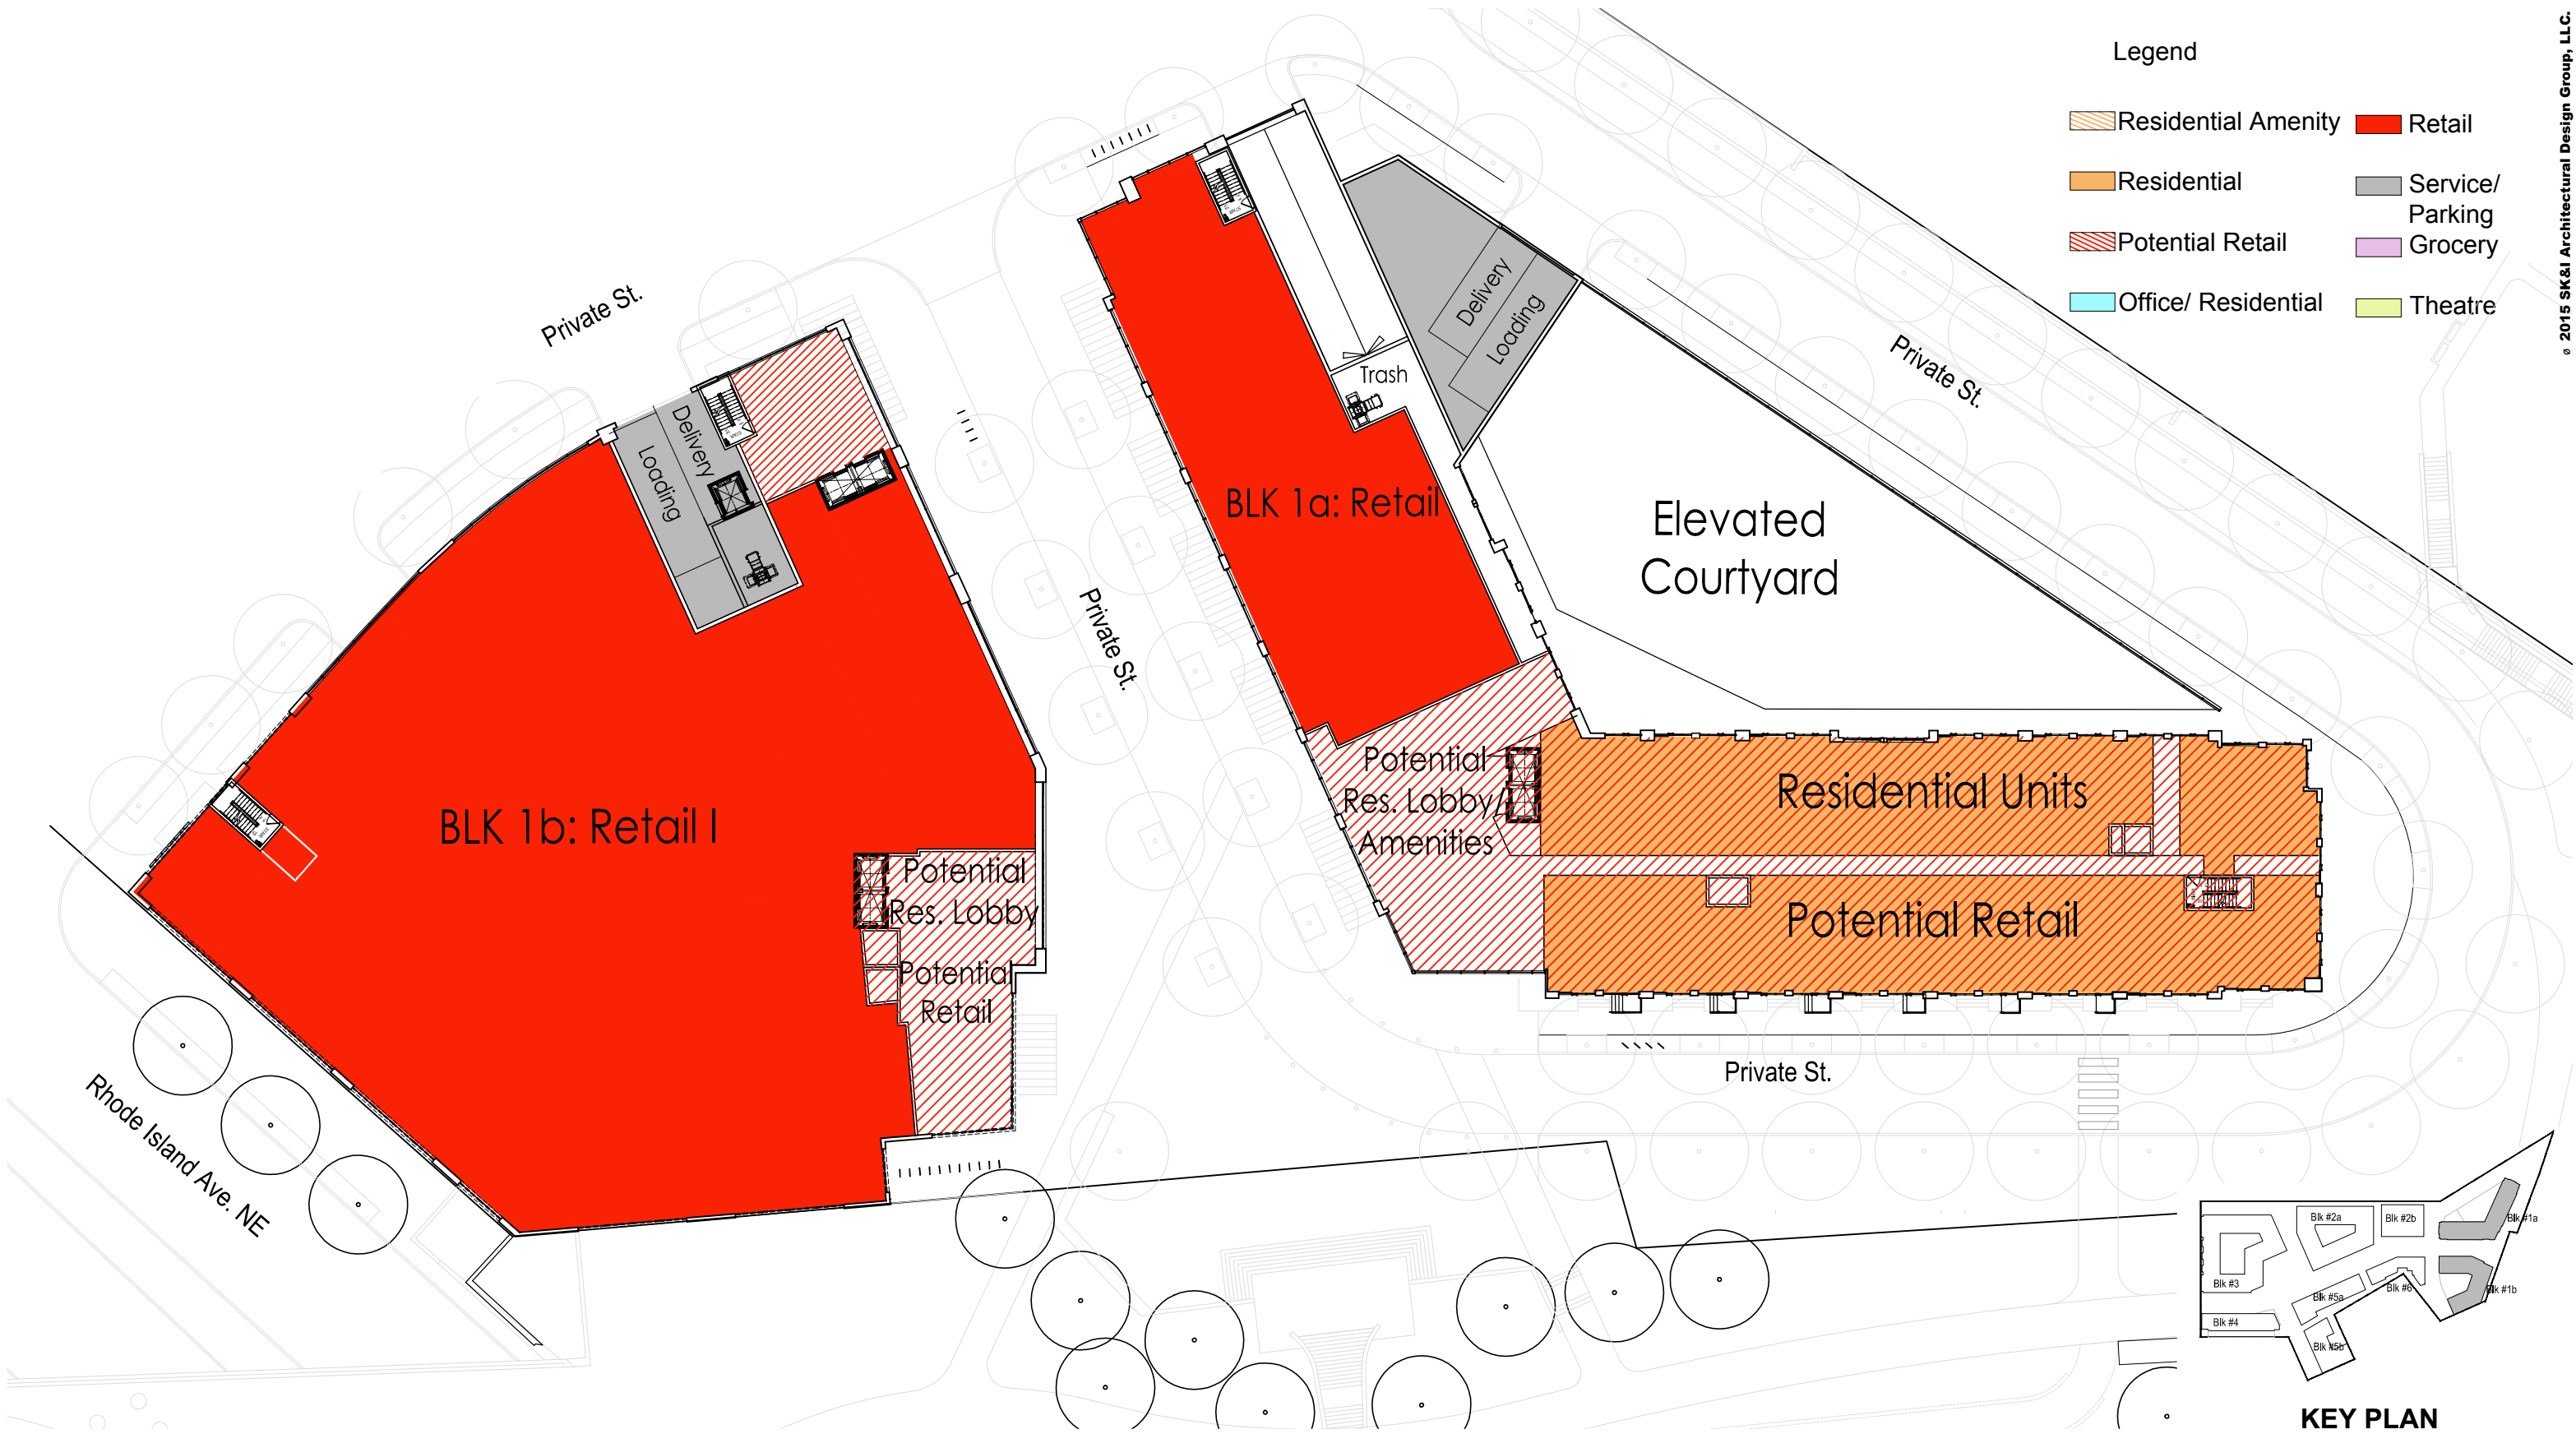 © 2015 SK&I Architectural Design Group, LLC.
Legend
Residential Amenity
Retail
Residential
Service/
Parking
Potential Retail
Grocery
Office/ Residential
Theatre
Private St.
Private St.
Private St.
Private St.
Delivery
Loading
Trash
Delivery
Loading
BLK 1a: Retail
Elevated
Courtyard
BLK 1b: Retail I
Potential
Res. Lobby/
Amenities
Residential Units
Potential Retail
Potential
Res. Lobby
Potential
Retail
Rhode Island Ave. NE
Blk #2a
Blk #2b
Blk #1a
Blk #3
Blk #5a
Blk #6
Blk #1b
Blk #4
Blk #5b
KEY PLAN